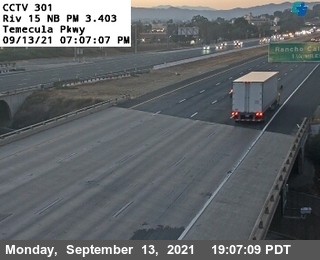 CCTV 301
Riv 15 NB PM 3.403
Temecula Pkwy
09/13/21 07:07:07 PM
Rancho Cal
Monday, September 13, 2021 19:07:09 PDT